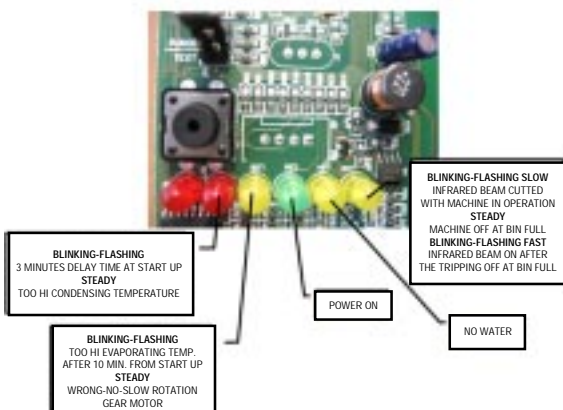 BLINKING-FLASHING SLOW
INFRARED BEAM CUTTED
WITH MACHINE IN OPERATION
STEADY
MACHINE OFF AT BIN FULL
BLINKING-FLASHING FAST
INFRARED BEAM ON AFTER
THE TRIPPING OFF AT BIN FULL
BLINKING-FLASHING
3 MINUTES DELAY TIME AT START UP
STEADY
TOO HI CONDENSING TEMPERATURE
POWER ON
NO WATER
BLINKING-FLASHING
TOO HI EVAPORATING TEMP.
AFTER 10 MIN. FROM START UP
STEADY
WRONG-NO-SLOW ROTATION
GEAR MOTOR